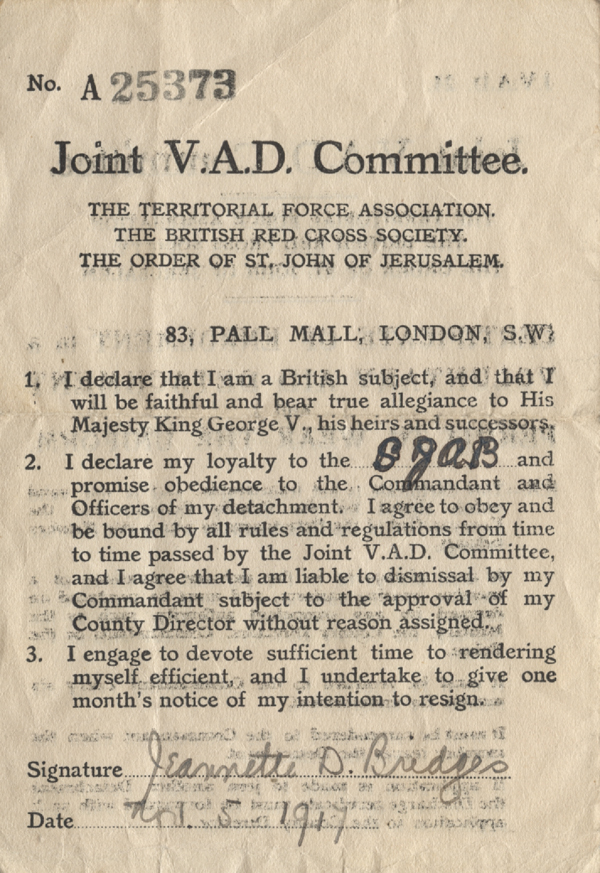 No. A 25373
Joint V.A.D. Committee.
THE TERRITORIAL FORCE ASSOCIATION.
THE BRITISH RED CROSS SOCIETY.
THE ORDER OF ST. JOHN OF JERUSALEM.
83, PALL MALL, LONDON, S.W.
1. I declare that I am a British subject, and that I
will be faithful and bear true allegiance to His
Majesty King George V., his heirs and successors.
2. I declare my loyalty to the SJAB and
promise obedience to the Commandant and
Officers of my detachment. I agree to obey and
be bound by all rules and regulations from time
to time passed by the Joint V.A.D. Committee,
and I agree that I am liable to dismissal by my
Commandant subject to the approval of my
County Director without reason assigned.
3. I engage to devote sufficient time to rendering
myself efficient, and I undertake to give one
month's notice of my intention to resign.
Signature Jeannette D. Bredges
Date Nov. 5 1917